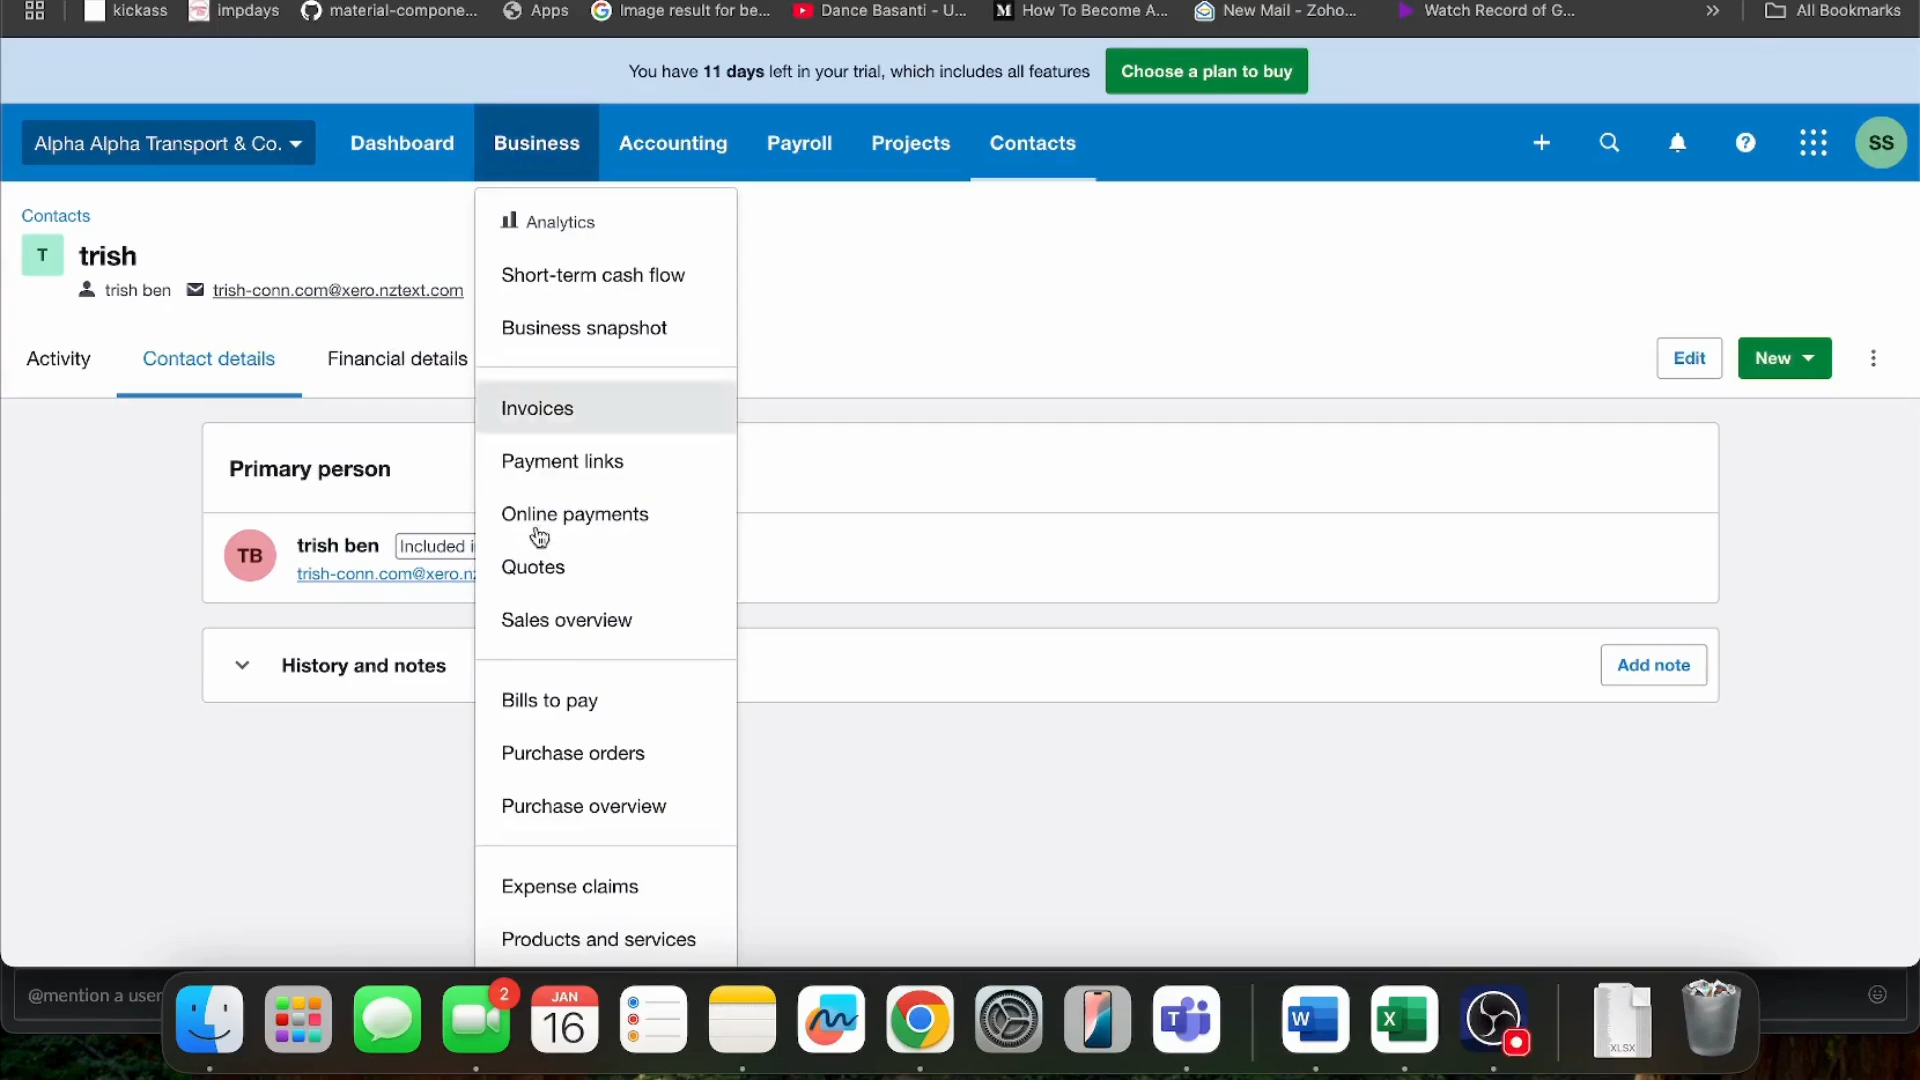 kickass
impdays
material-compone...
Apps
Image result for be...
Dance Basanti - U...
How To Become A...
New Mail - Zoho...
Watch Record of G...
»
All Bookmarks
You have 11 days left in your trial, which includes all features
Choose a plan to buy
Alpha Alpha Transport & Co.
Dashboard
Business
Accounting
Payroll
Projects
Contacts
SS
Contacts
T
trish
trish ben
trish-conn.com@xero.nztext.com
Activity
Contact details
Financial details
Edit
New
Analytics
Short-term cash flow
Business snapshot
Invoices
Payment links
Online payments
Quotes
Sales overview
Bills to pay
Purchase orders
Purchase overview
Expense claims
Products and services
Primary person
TB
trish ben
Included i
trish-conn.com@xero.nz
History and notes
Add note
@mention a user
2
JAN
16
T
W
X
XLSX